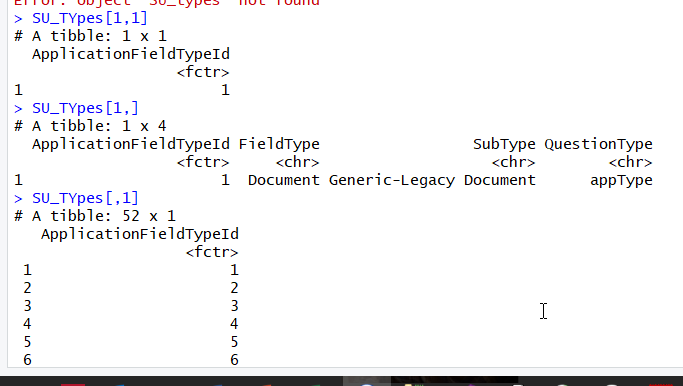 Error: object 'SU_types' not found
> SU_TYpes[1,1]
# A tibble: 1 x 1
  ApplicationFieldTypeId
                  <fctr>
1                      1
> SU_TYpes[1,]
# A tibble: 1 x 4
  ApplicationFieldTypeId FieldType                 SubType QuestionType
                  <fctr>     <chr>                   <chr>        <chr>
1                      1  Document Generic-Legacy Document      appType
> SU_TYpes[,1]
# A tibble: 52 x 1
   ApplicationFieldTypeId
                   <fctr>
 1                      1
 2                      2
 3                      3
 4                      4
 5                      5
 6                      6